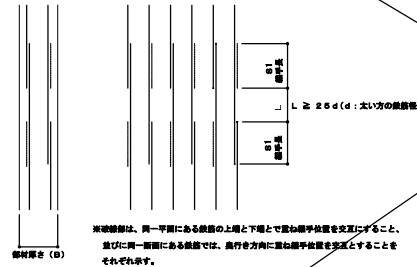 S1
継手長
L
L ≧ 25d(d:太い方の鉄筋径
S1
継手長
部材厚さ(B)
※破線部は、同一平面にある鉄筋の上端と下端とで重ね継手位置を交互にすること、
並びに同一断面にある鉄筋では、奥行き方向に重ね継手位置を交互とすることを
それぞれ示す。